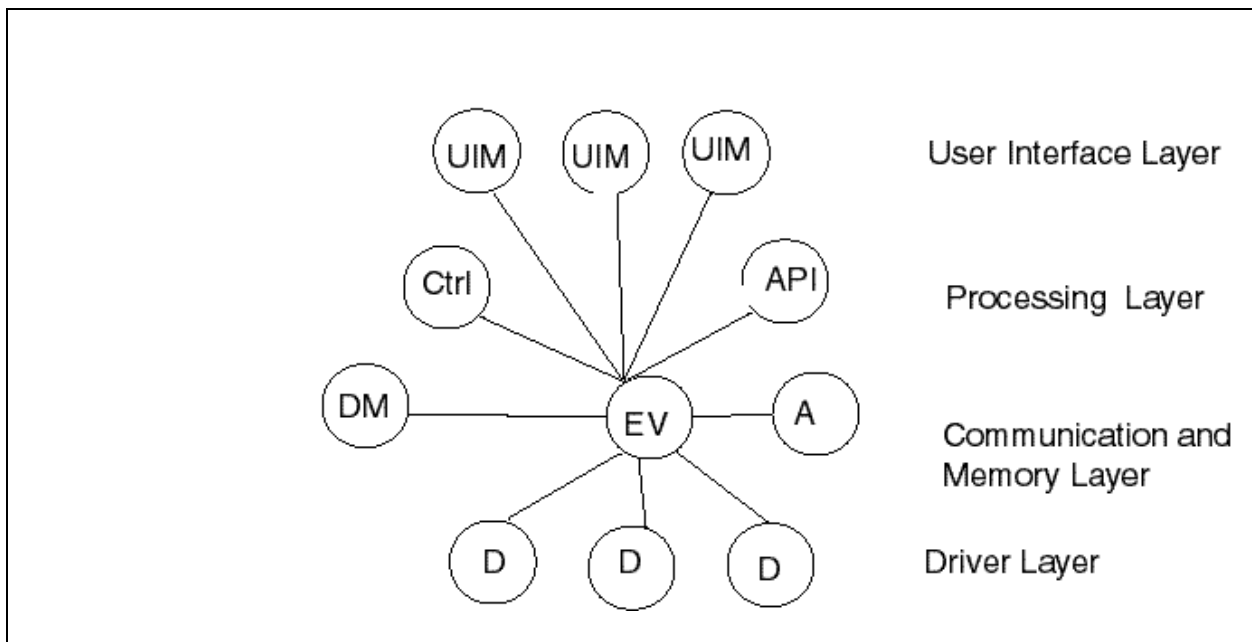 UIM UIM UIM User Interface Layer
Ctrl API Processing Layer
DM EV A
Communication and
Memory Layer
D D D Driver Layer